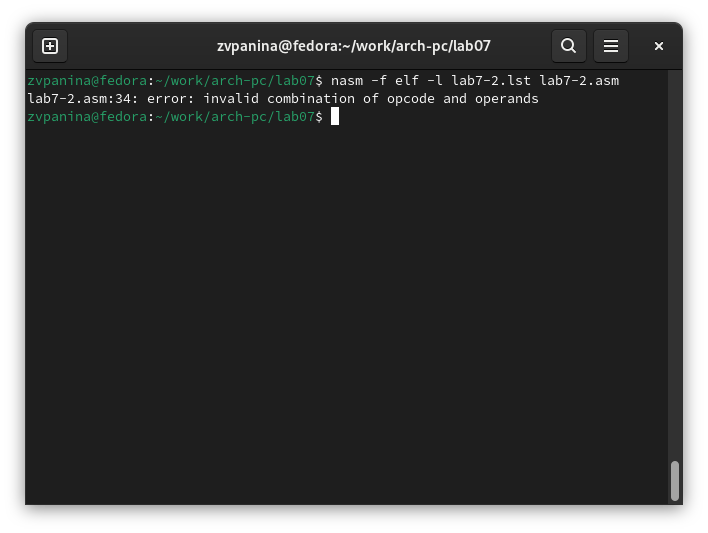 zvpanina@fedora:~/work/arch-pc/lab07
zvpanina@fedora:~/work/arch-pc/lab07$ nasm -f elf -l lab7-2.lst lab7-2.asm
lab7-2.asm:34: error: invalid combination of opcode and operands
zvpanina@fedora:~/work/arch-pc/lab07$